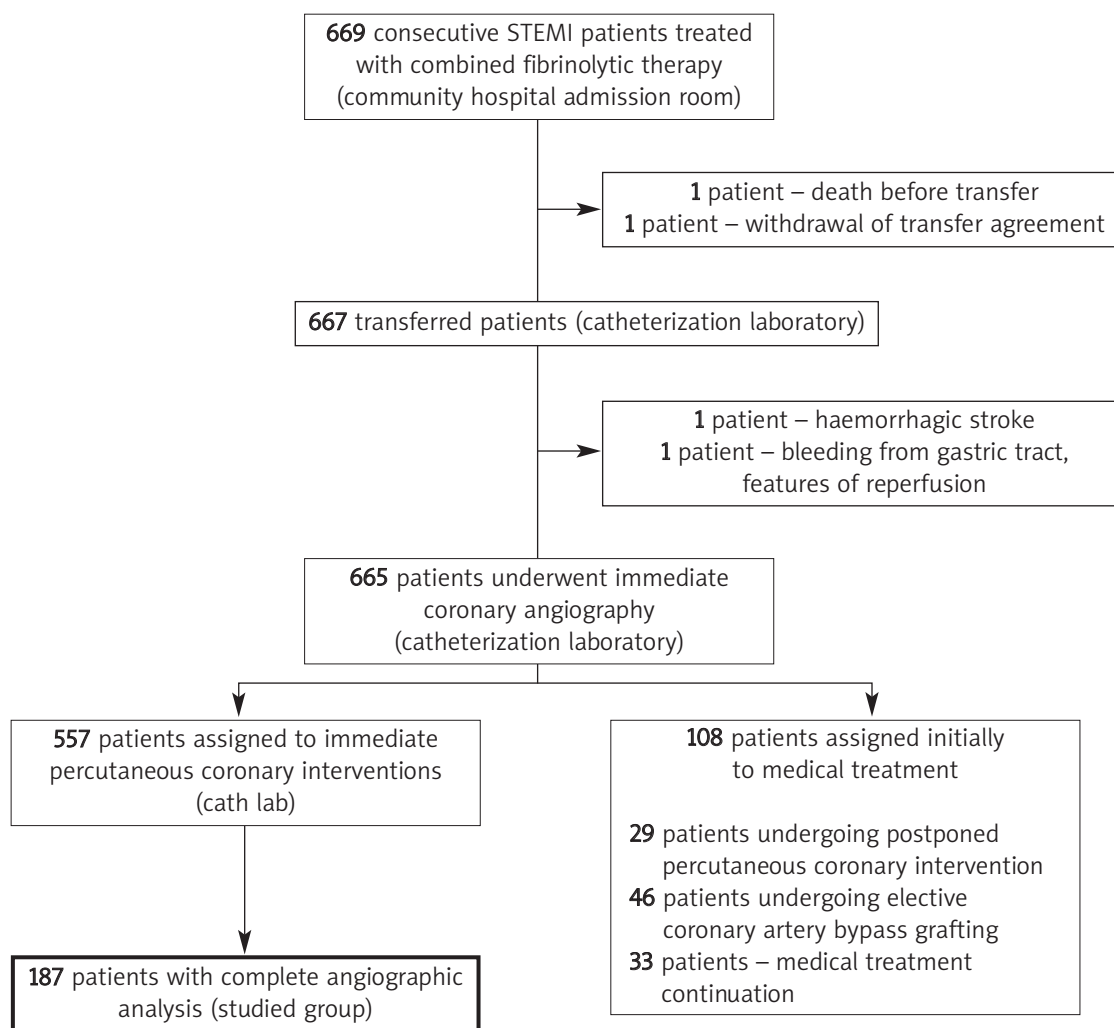 669 consecutive STEMI patients treated
with combined fibrinolytic therapy
(community hospital admission room)
1 patient – death before transfer
1 patient – withdrawal of transfer agreement
667 transferred patients (catheterization laboratory)
1 patient – haemorrhagic stroke
1 patient – bleeding from gastric tract,
features of reperfusion
665 patients underwent immediate
coronary angiography
(catheterization laboratory)
557 patients assigned to immediate
percutaneous coronary interventions
(cath lab)
108 patients assigned initially
to medical treatment
29 patients undergoing postponed
percutaneous coronary intervention
46 patients undergoing elective
coronary artery bypass grafting
33 patients – medical treatment
continuation
187 patients with complete angiographic
analysis (studied group)